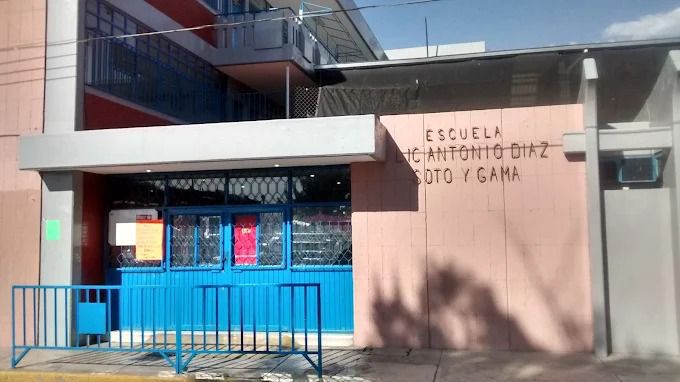 ESCUELA
LIC ANTONIO DIAZ
SOTO Y GAMA